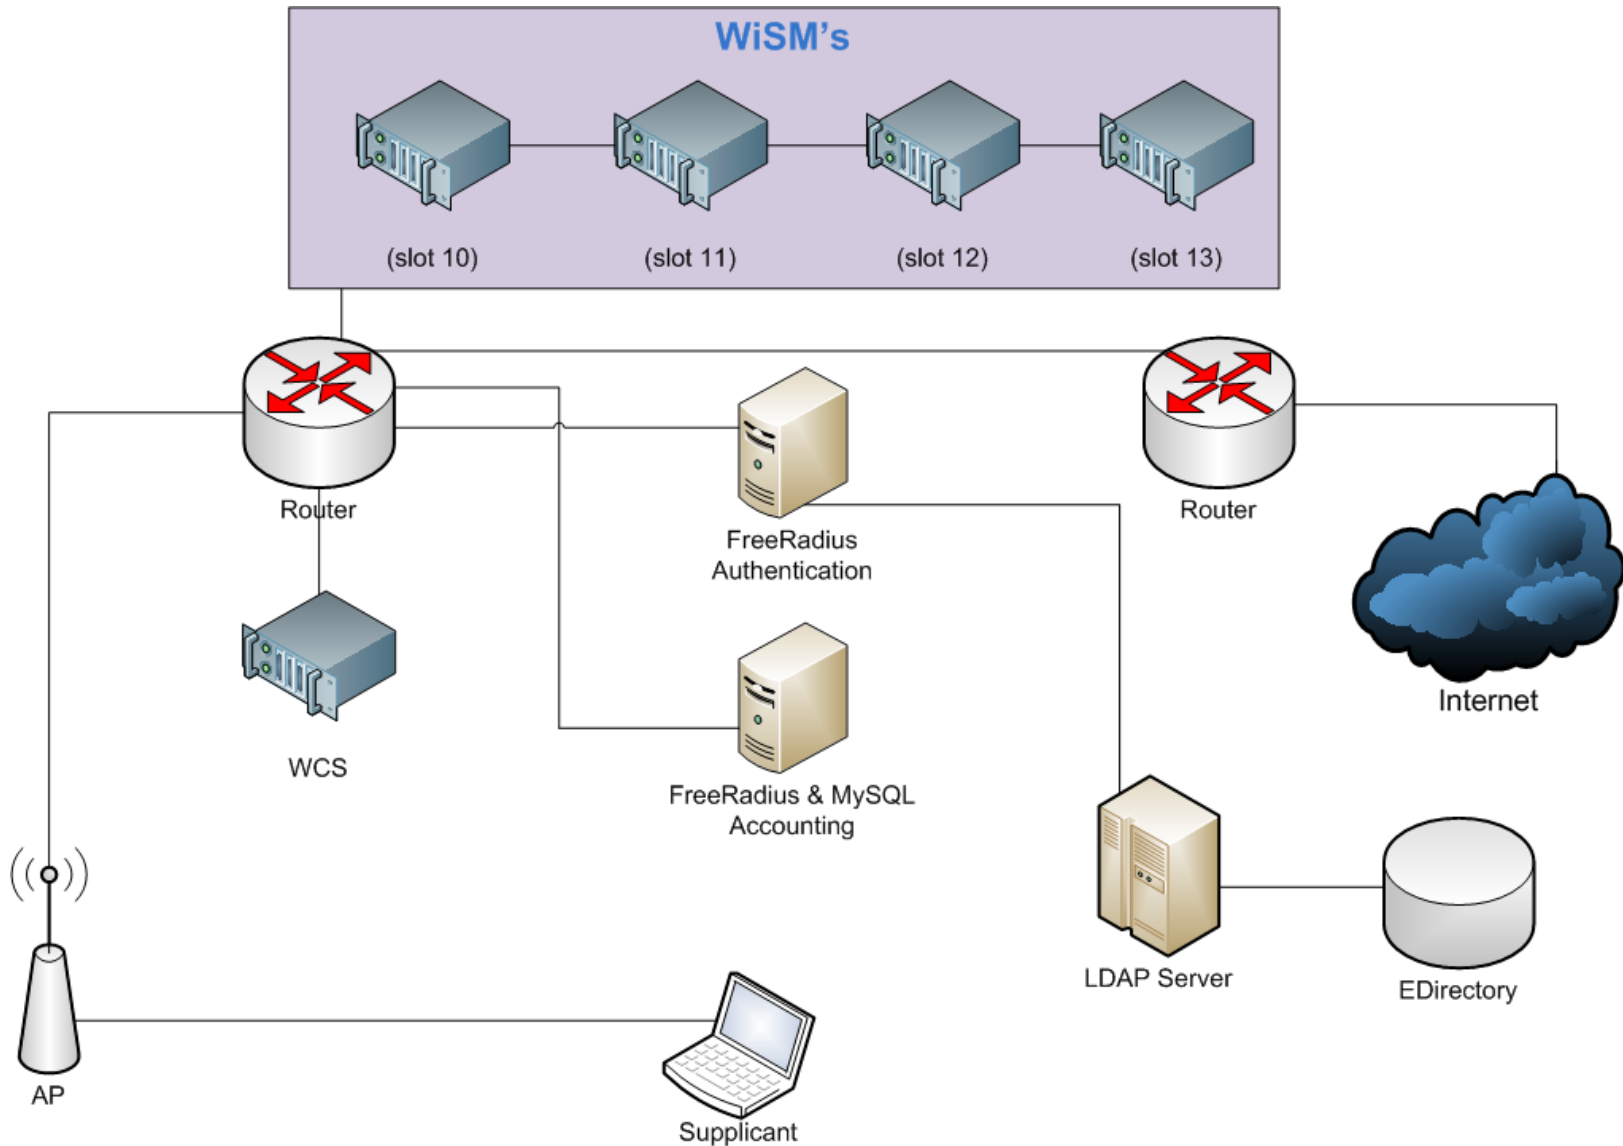 WiSM's
(slot 10)
(slot 11)
(slot 12)
(slot 13)
Router
Router
FreeRadius
Authentication
Internet
WCS
FreeRadius & MySQL
Accounting
LDAP Server
EDirectory
AP
Supplicant